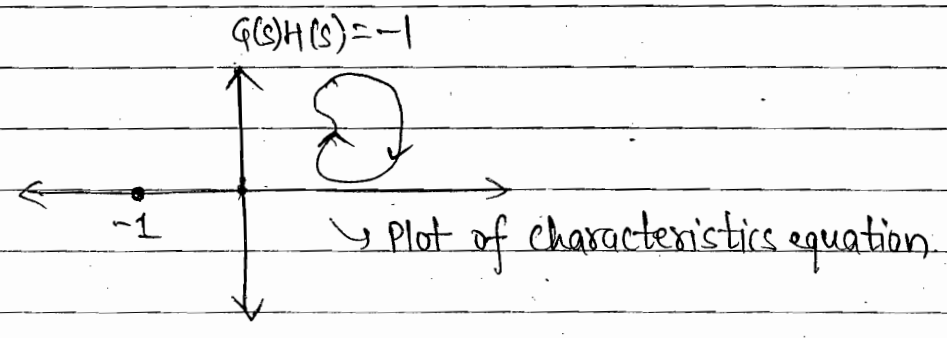 G(S)H(S)=-1
-1
↳ Plot of characteristics equation